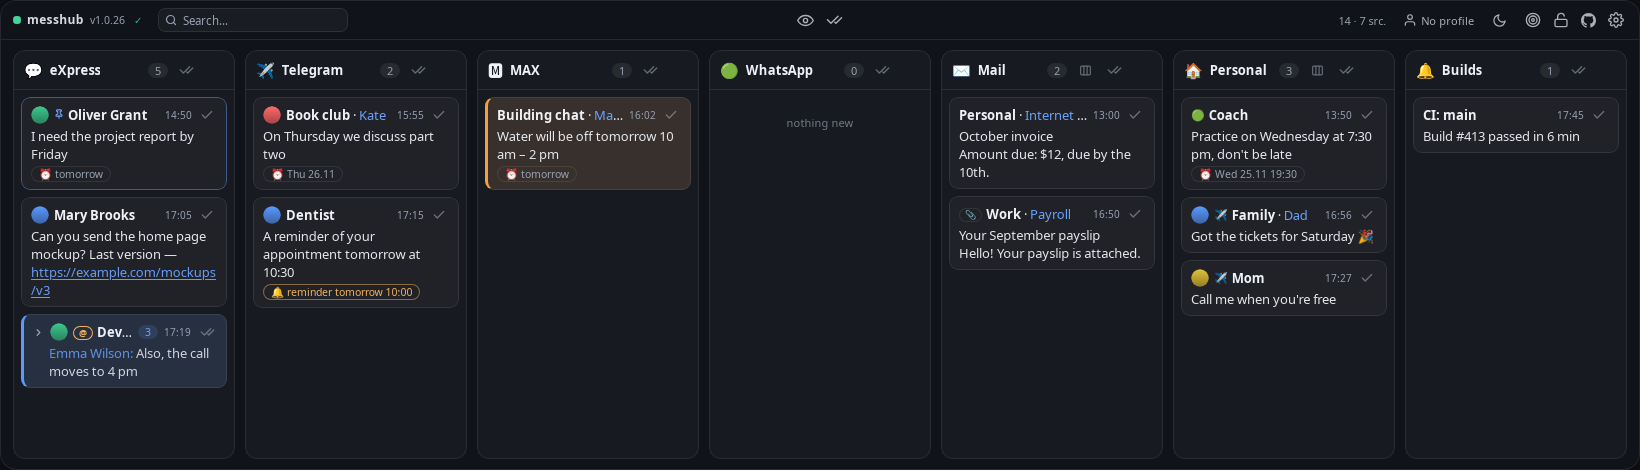 messhub v1.0.26 ✓ Search... 14 · 7 src. No profile
💬 eXpress 5
Oliver Grant 14:50
I need the project report by
Friday
⏰ tomorrow
Mary Brooks 17:05
Can you send the home page
mockup? Last version —
https://example.com/mockups
/v3
@ Dev... 3 17:19
Emma Wilson: Also, the call
moves to 4 pm
✈️ Telegram 2
Book club · Kate 15:55
On Thursday we discuss part
two
⏰ Thu 26.11
Dentist 17:15
A reminder of your
appointment tomorrow at
10:30
🔔 reminder tomorrow 10:00
M MAX 1
Building chat · Ma... 16:02
Water will be off tomorrow 10
am – 2 pm
⏰ tomorrow
🟢 WhatsApp 0
nothing new
✉️ Mail 2
Personal · Internet ... 13:00
October invoice
Amount due: $12, due by the
10th.
📎 Work · Payroll 16:50
Your September payslip
Hello! Your payslip is attached.
🏠 Personal 3
🟢 Coach 13:50
Practice on Wednesday at 7:30
pm, don't be late
⏰ Wed 25.11 19:30
✈️ Family · Dad 16:56
Got the tickets for Saturday 🎉
✈️ Mom 17:27
Call me when you're free
🔔 Builds 1
CI: main 17:45
Build #413 passed in 6 min